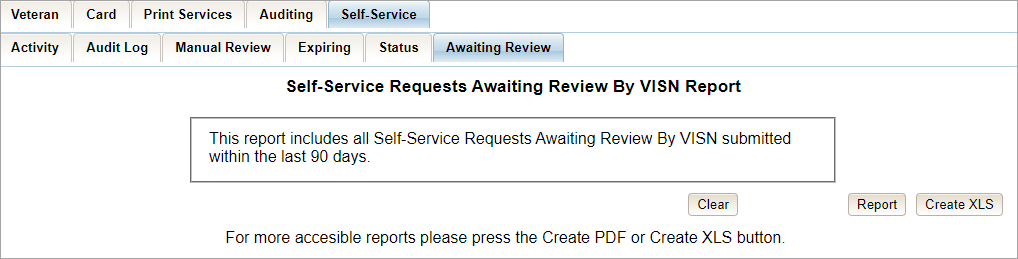 Veteran Card Print Services Auditing Self-Service
Activity Audit Log Manual Review Expiring Status Awaiting Review
Self-Service Requests Awaiting Review By VISN Report
This report includes all Self-Service Requests Awaiting Review By VISN submitted
within the last 90 days.
Clear Report Create XLS
For more accesible reports please press the Create PDF or Create XLS button.